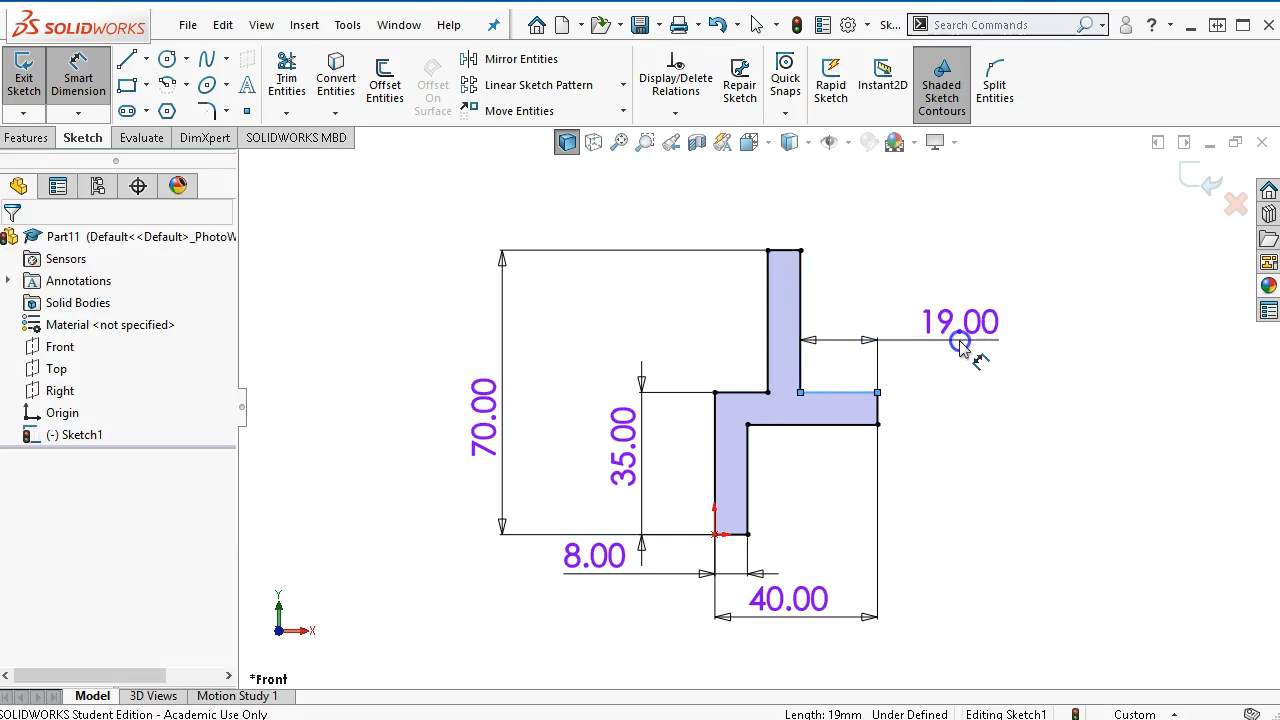 SOLIDWORKS File Edit View Insert Tools Window Help Sk... Search Commands ?
Exit Sketch
Smart Dimension
Trim Entities
Convert Entities
Offset Entities
Offset On Surface
Mirror Entities
Linear Sketch Pattern
Move Entities
Display/Delete Relations
Repair Sketch
Quick Snaps
Rapid Sketch
Instant2D
Shaded Sketch Contours
Split Entities
Features Sketch Evaluate DimXpert SOLIDWORKS MBD
Part11 (Default<<Default>_PhotoW
Sensors
Annotations
Solid Bodies
Material <not specified>
Front
Top
Right
Origin
(-) Sketch1
19.00
70.00
35.00
8.00
40.00
Y
X
*Front
Model 3D Views Motion Study 1
SOLIDWORKS Student Edition - Academic Use Only Length: 19mm Under Defined Editing Sketch1 Custom